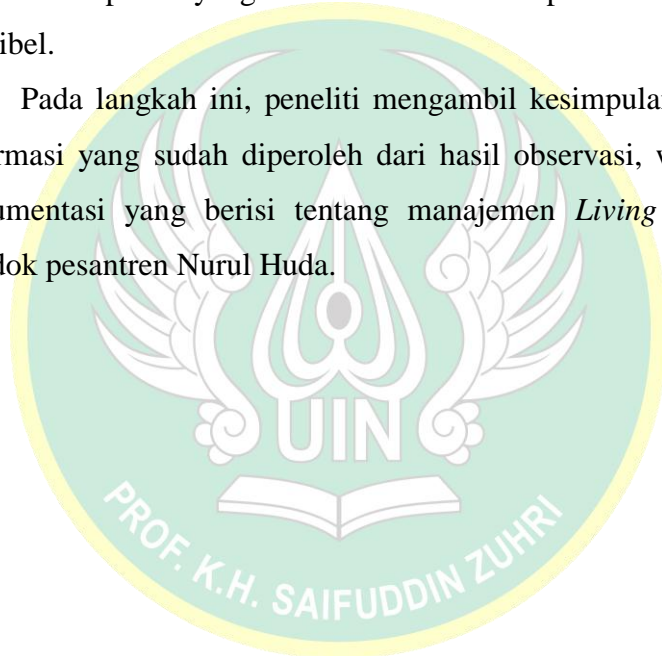 yang
ibel.
Pada langkah ini, peneliti mengambil kesimpulan
rmasi yang sudah diperoleh dari hasil observasi, w
umentasi yang berisi tentang manajemen Living
dok pesantren Nurul Huda.
UIN
PROF. K.H. SAIFUDDIN ZUHRI